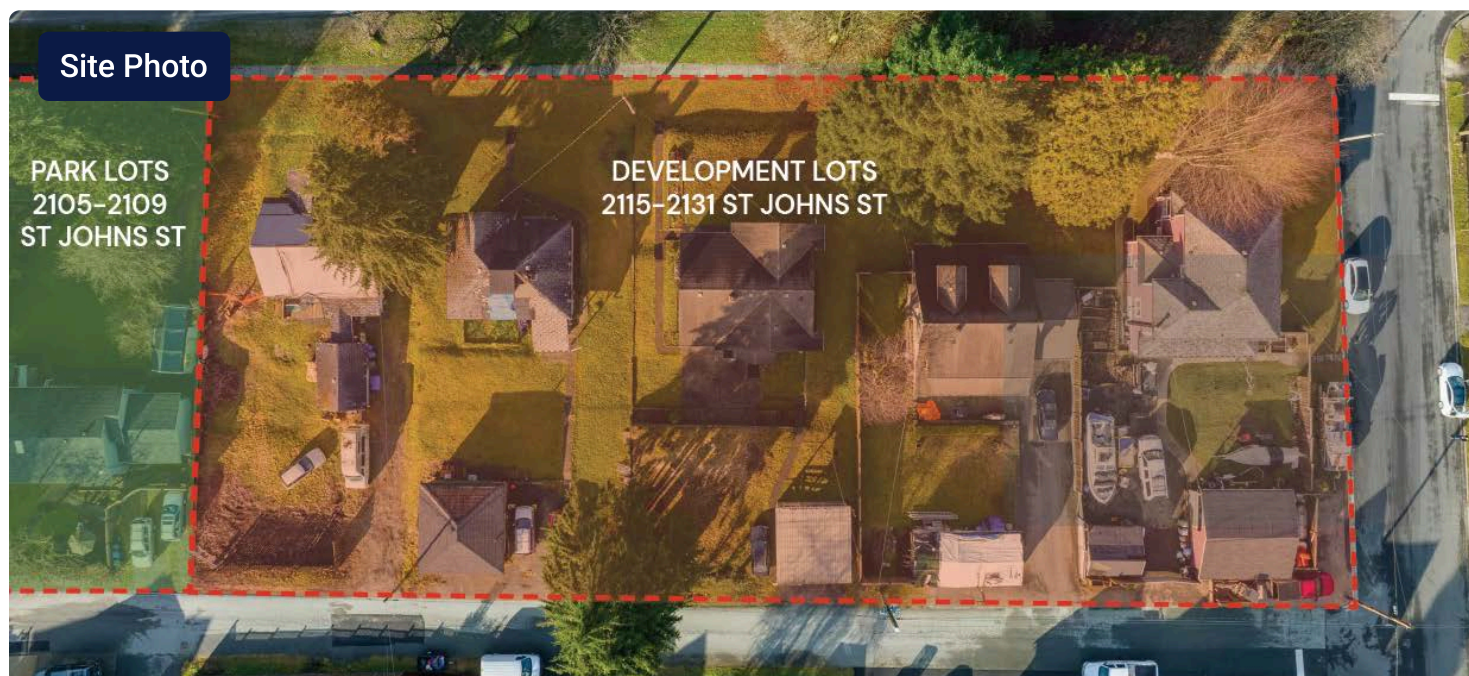 Site Photo
PARK LOTS
2105-2109
ST JOHNS ST
DEVELOPMENT LOTS
2115-2131 ST JOHNS ST